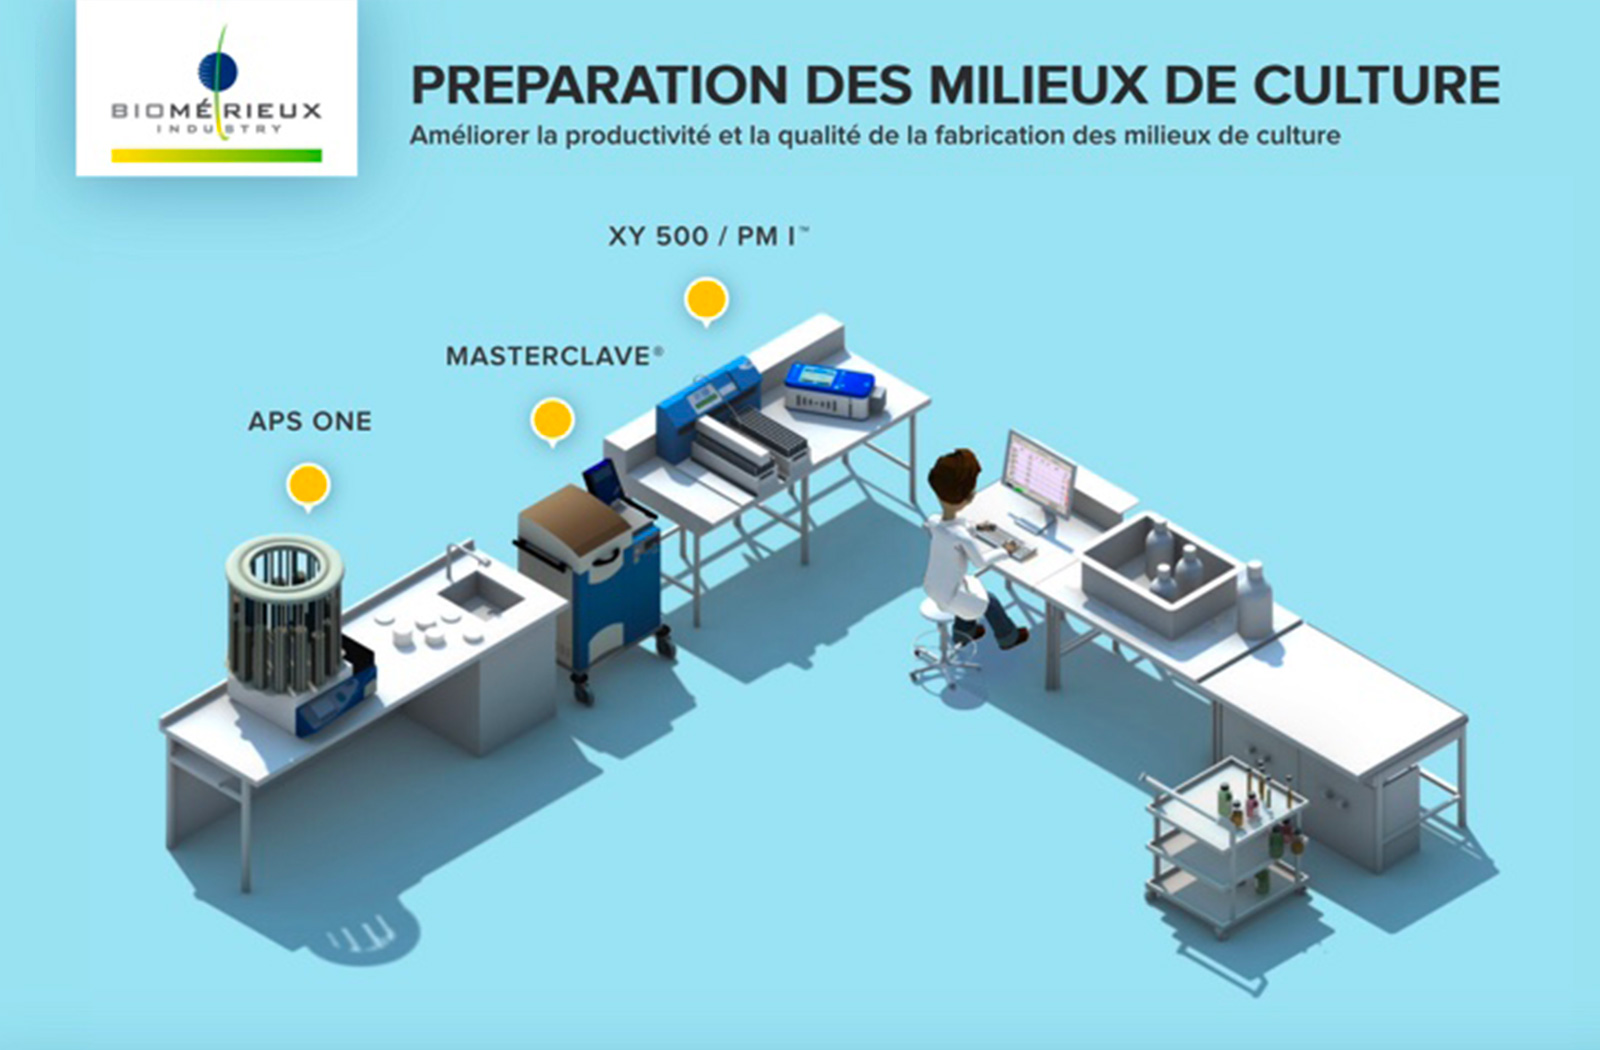 BIOMÉRIEUX
INDUSTRY
PREPARATION DES MILIEUX DE CULTURE
Améliorer la productivité et la qualité de la fabrication des milieux de culture
XY 500 / PM I™
MASTERCLAVE®
APS ONE